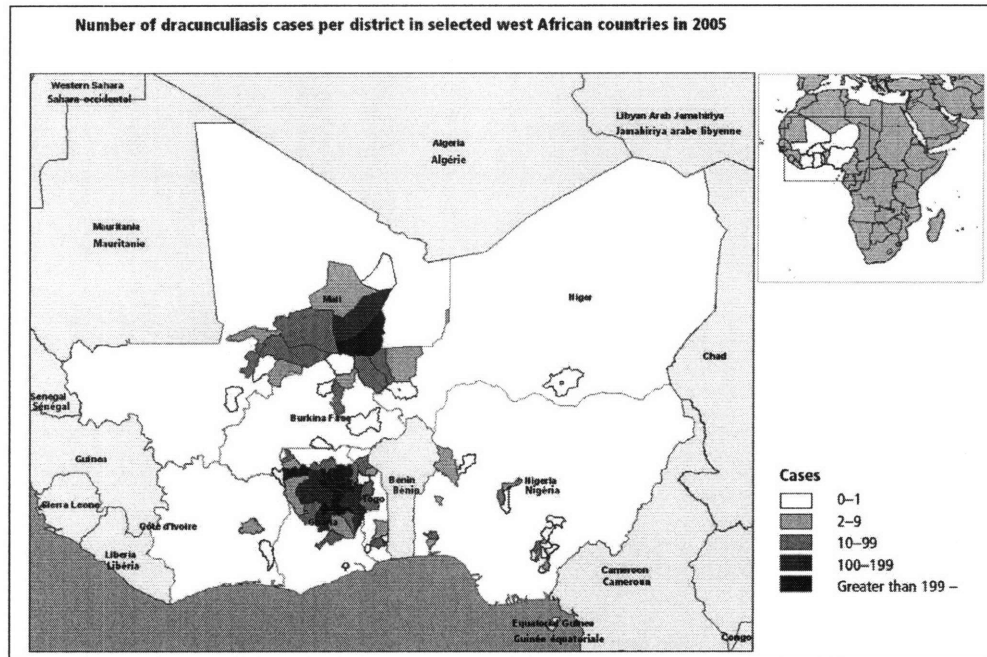 Number of dracunculiasis cases per district in selected west African countries in 2005
Western Sahara
Sahara occidental
Algeria
Algérie
Libyan Arab Jamahiriya
Jamahiriya arabe libyenne
Mauritania
Mauritanie
Mali
Niger
Chad
Senegal
Sénégal
Burkina Faso
Guinea
Benin
Bénin
Togo
Nigeria
Nigéria
Sierra Leone
Côte d'Ivoire
Liberia
Libéria
Cameroon
Cameroun
Equatorial Guinea
Guinée équatoriale
Congo
Cases
0–1
2–9
10–99
100–199
Greater than 199 –